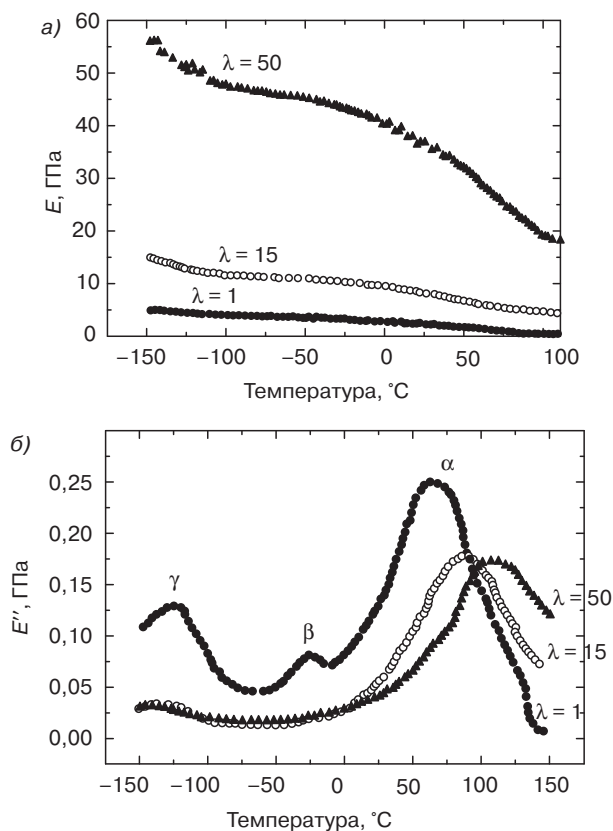 а)
60
50
40
30
20
10
0
E, ГПа
λ = 50
λ = 15
λ = 1
−150 −100 −50 0 50 100
Температура, °C
б)
0,25
0,20
0,15
0,10
0,05
0,00
E″, ГПа
γ
β
α
λ = 50
λ = 15
λ = 1
−150 −100 −50 0 50 100 150
Температура, °C